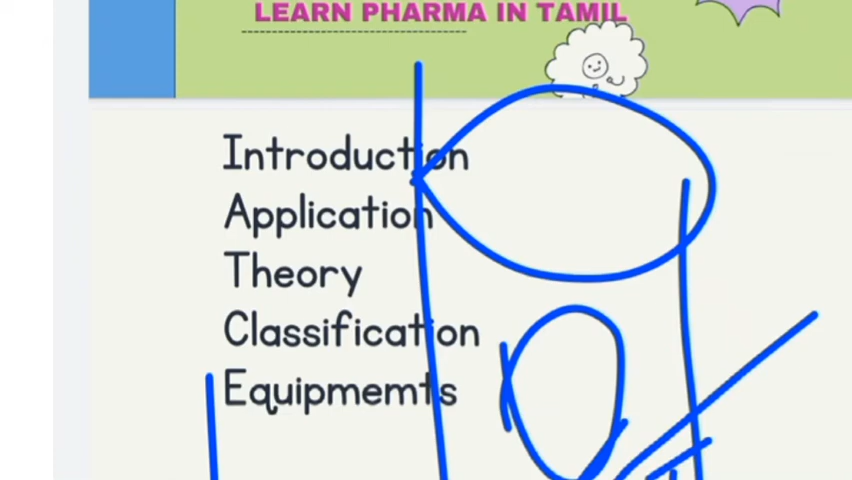 LEARN PHARMA IN TAMIL
Introduction
Application
Theory
Classification
Equipmemts